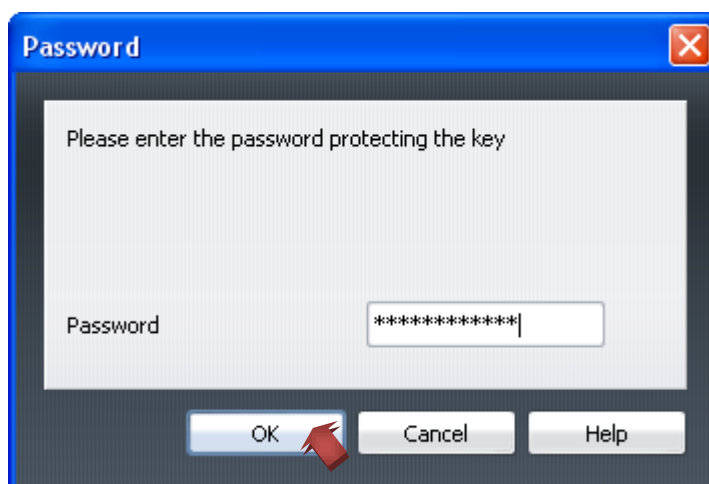 Password
Please enter the password protecting the key
Password ************
OK Cancel Help